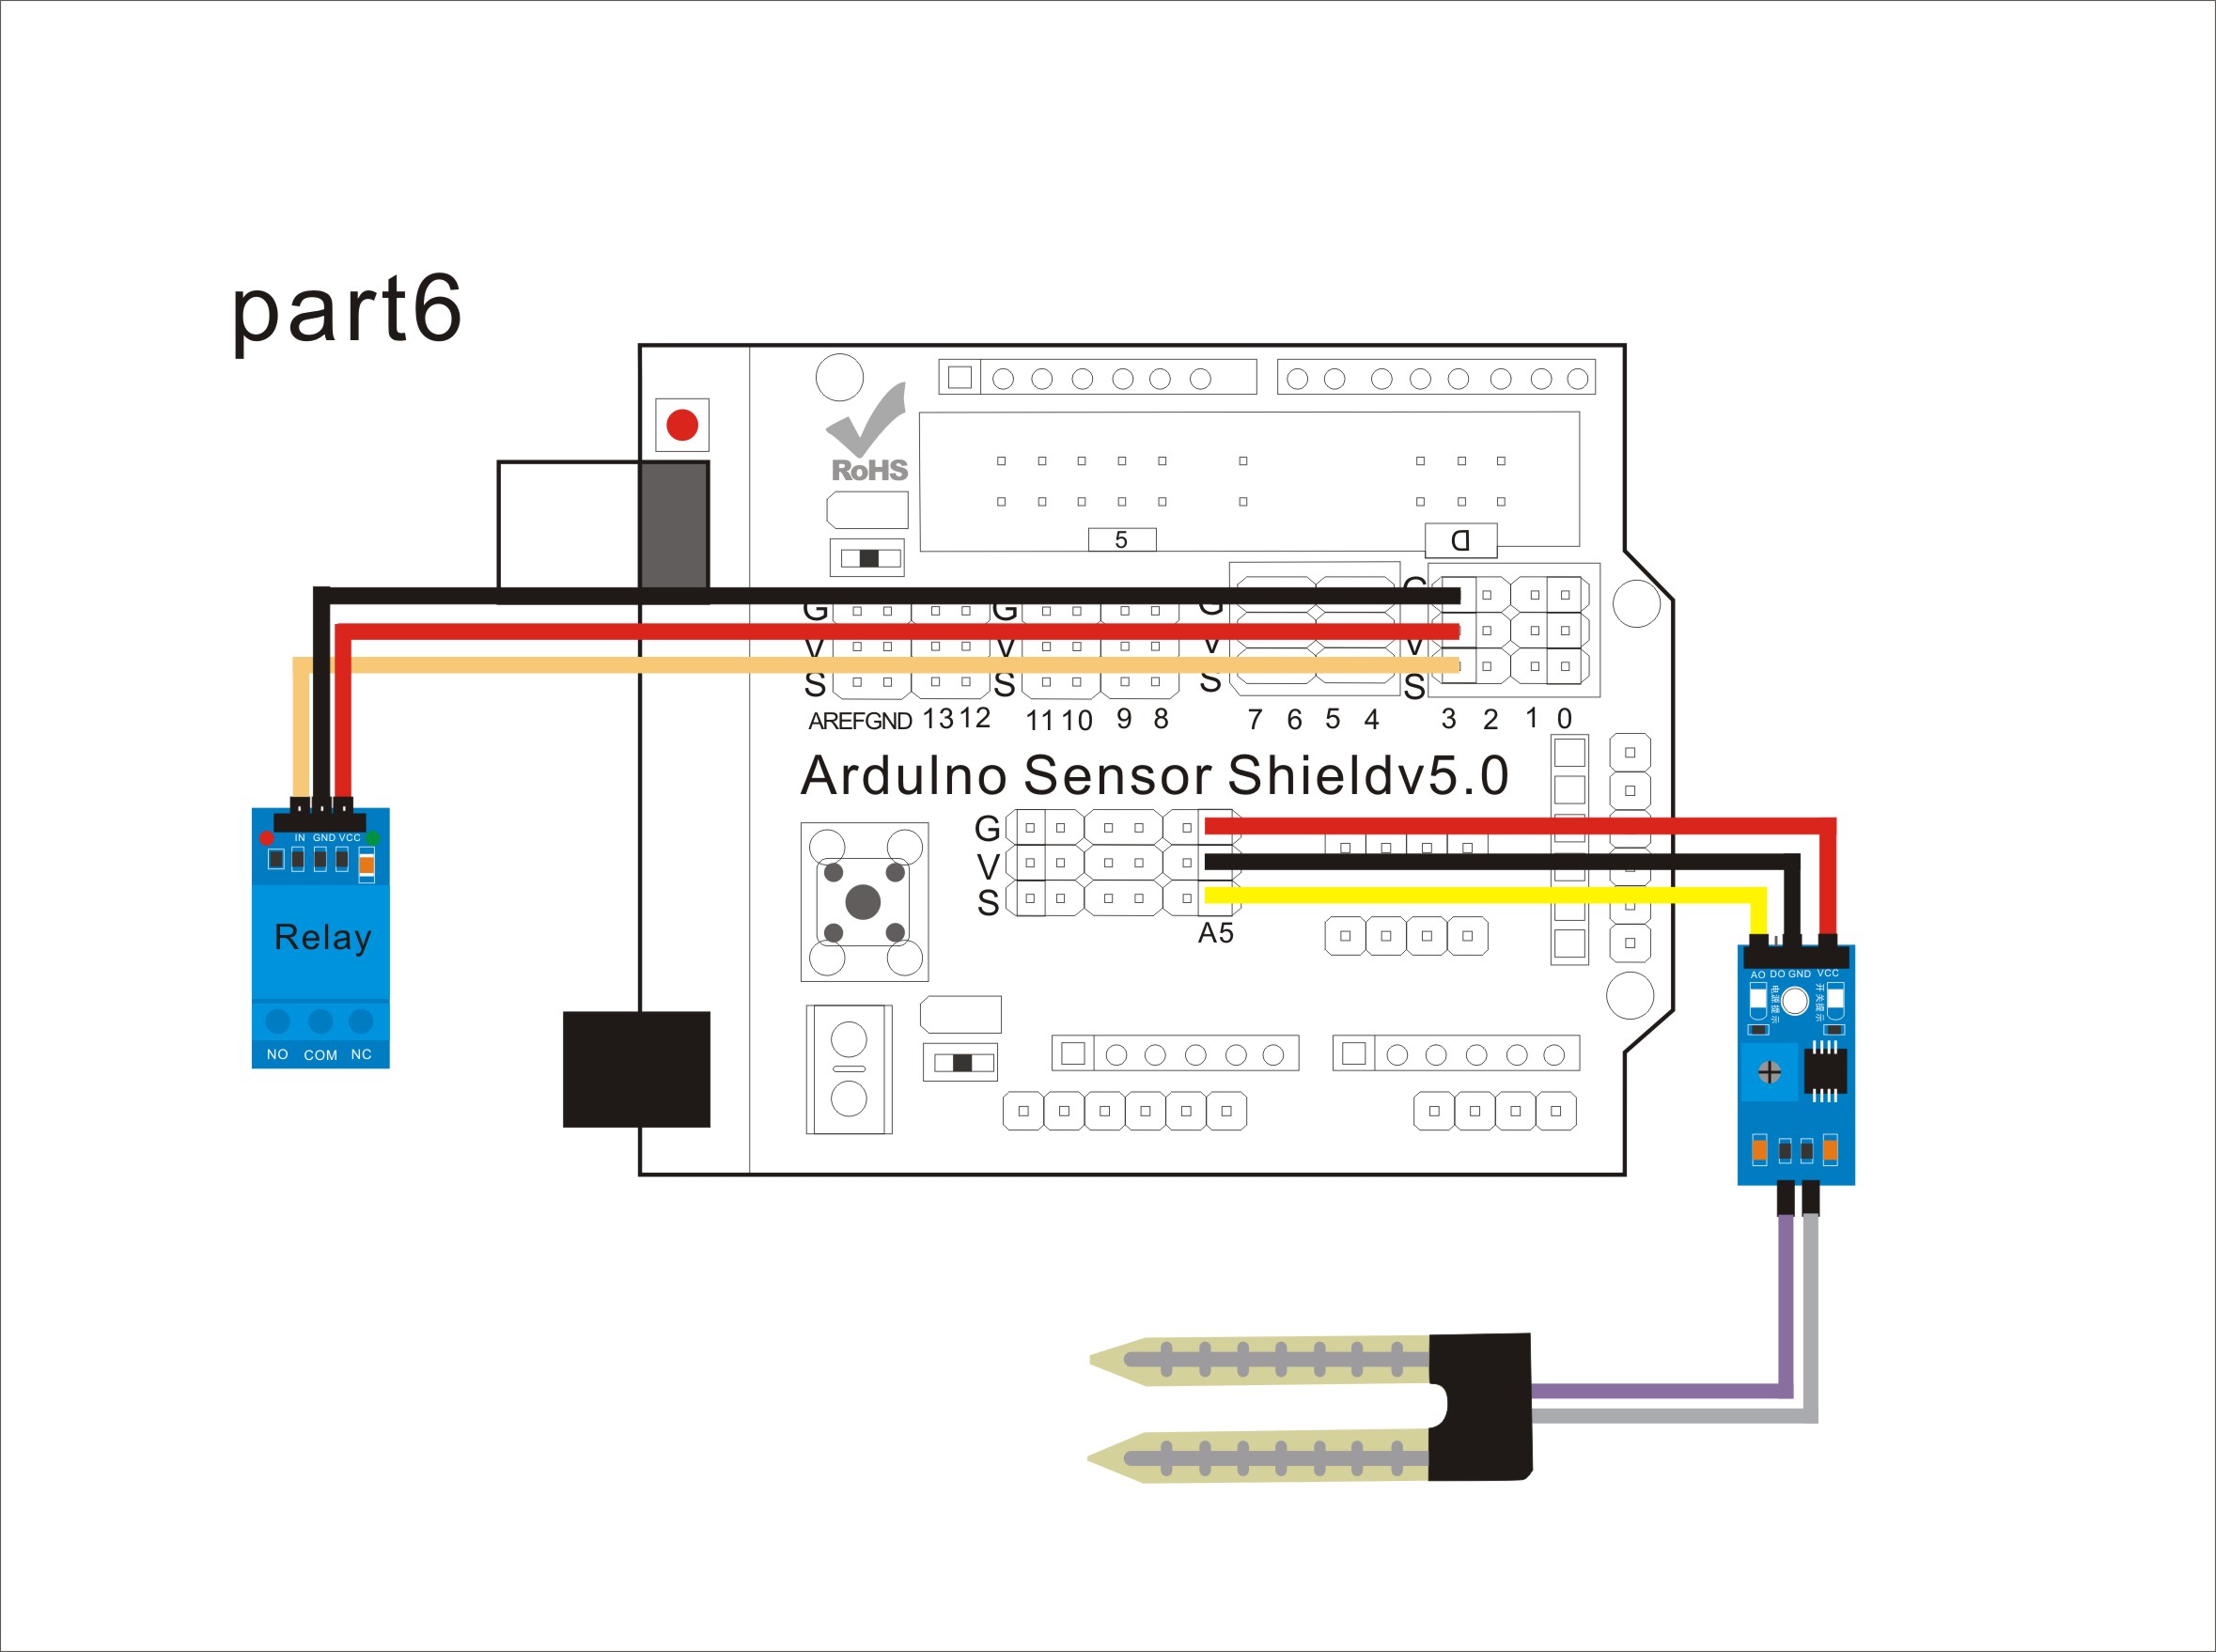 part6
RoHS
5
D
G
V
S
G
V
S
G
V
S
G
V
S
AREFGND 13 12 11 10 9 8 7 6 5 4 3 2 1 0
ArduIno Sensor Shieldv5.0
G
V
S
A5
IN GND VCC
Relay
NO COM NC
AO DO GND VCC
电源提示
开关提示